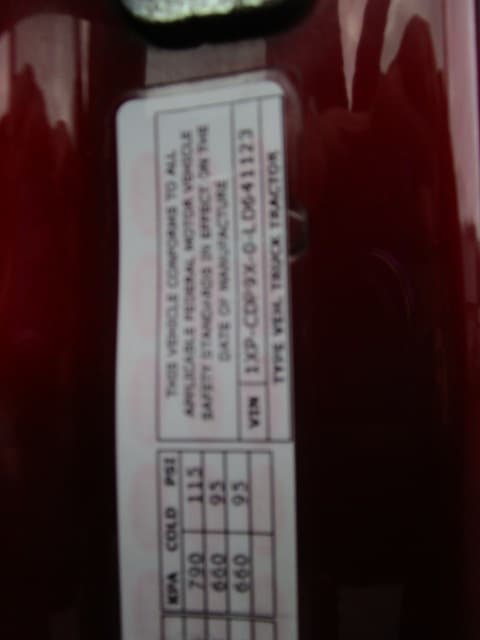 THIS VEHICLE CONFORMS TO ALL
APPLICABLE FEDERAL MOTOR VEHICLE
SAFETY STANDARDS IN EFFECT ON THE
DATE OF MANUFACTURE
VIN 1XP-CDP9X-0-LD641123
TYPE VEH. TRUCK TRACTOR
KPA COLD PSI
790 115
660 95
660 95